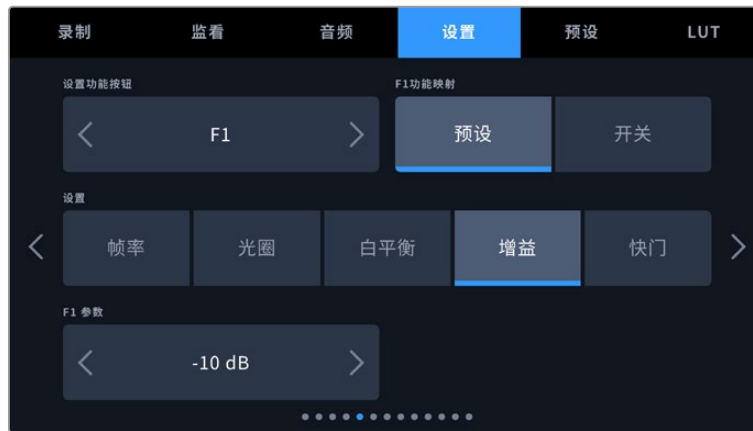 录制 监看 音频 设置 预设 LUT
设置功能按钮 F1功能映射
F1 预设 开关
设置
帧率 光圈 白平衡 增益 快门
F1 参数
-10 dB